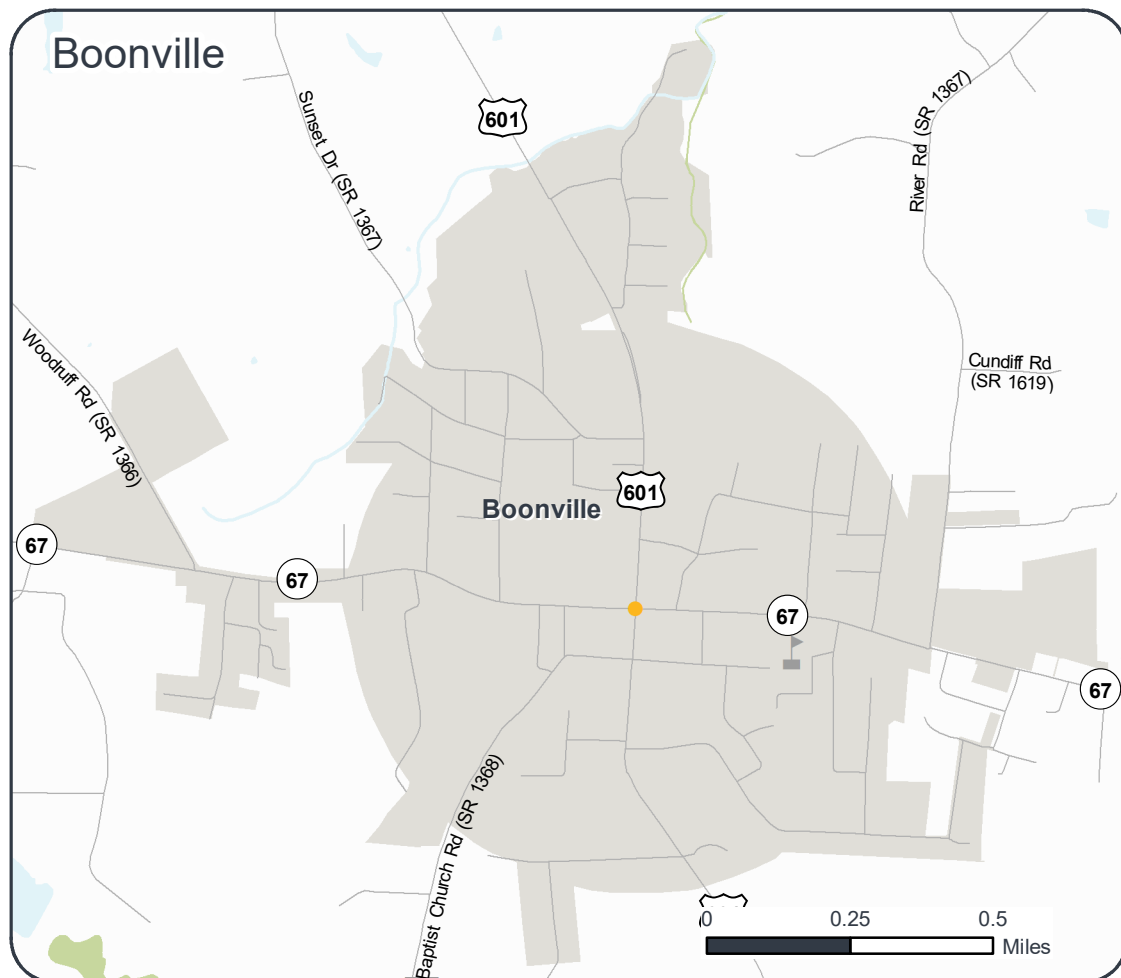 Boonville
601
Sunset Dr (SR 1367)
River Rd (SR 1367)
Woodruff Rd (SR 1366)
Cundiff Rd
(SR 1619)
601
Boonville
67
67
67
67
Baptist Church Rd (SR 1368)
0 0.25 0.5
Miles